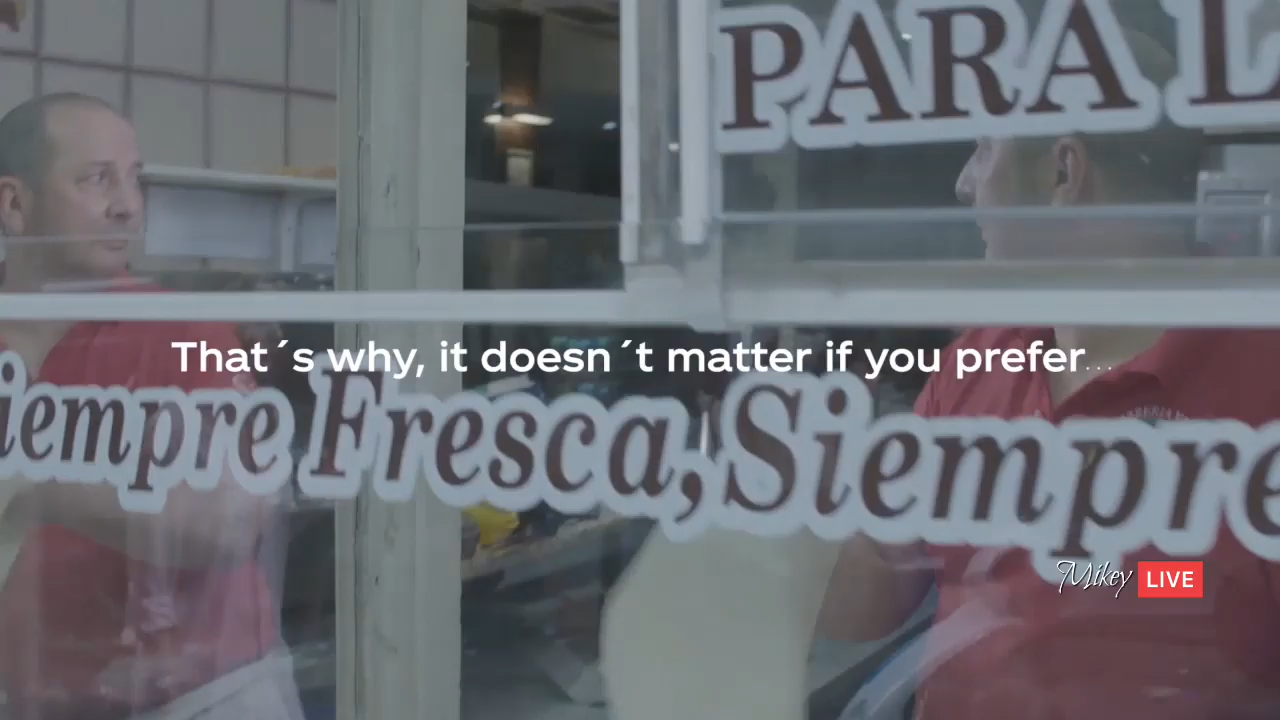 PARA L
That´s why, it doesn´t matter if you prefer...
iempre Fresca, Siempre
Mikey LIVE